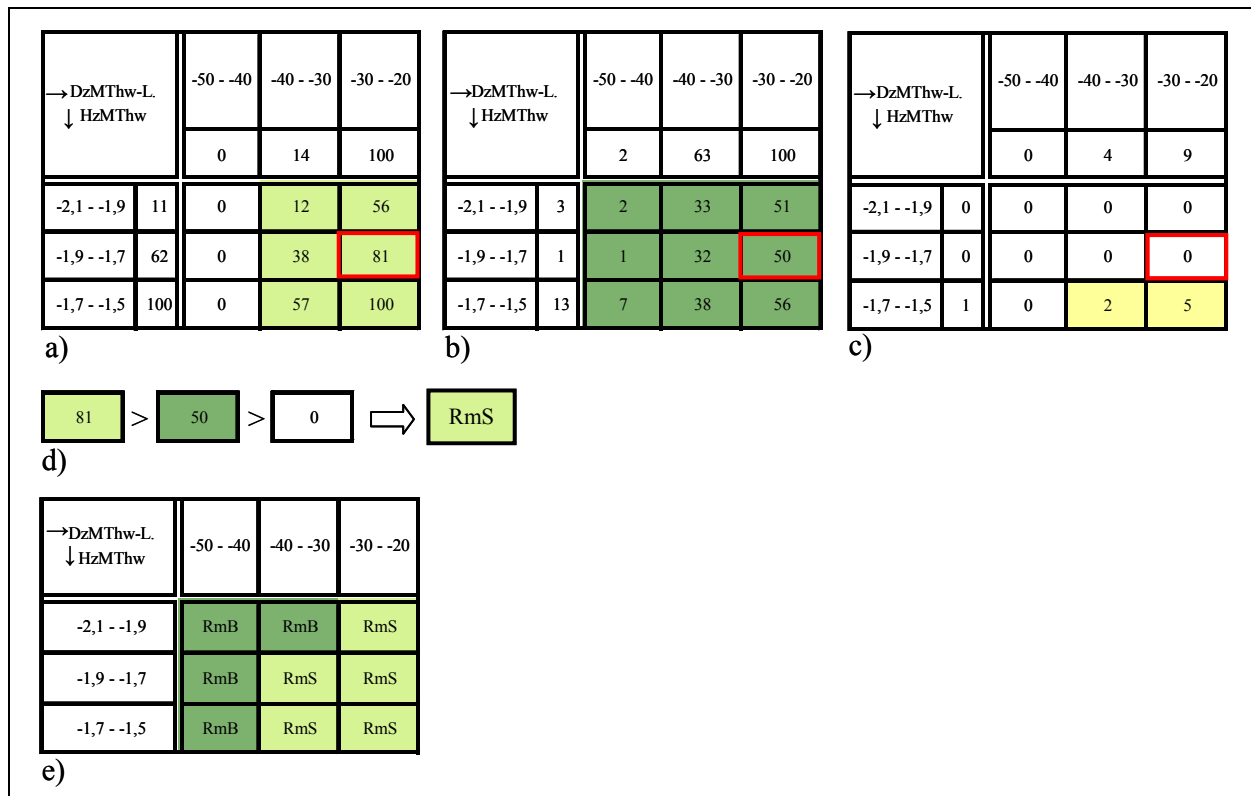 →DzMThw-L.
↓ HzMThw
-50 - -40 -40 - -30 -30 - -20
0 14 100
-2,1 - -1,9 11 0 12 56
-1,9 - -1,7 62 0 38 81
-1,7 - -1,5 100 0 57 100
a)
→DzMThw-L.
↓ HzMThw
-50 - -40 -40 - -30 -30 - -20
2 63 100
-2,1 - -1,9 3 2 33 51
-1,9 - -1,7 1 1 32 50
-1,7 - -1,5 13 7 38 56
b)
→DzMThw-L.
↓ HzMThw
-50 - -40 -40 - -30 -30 - -20
0 4 9
-2,1 - -1,9 0 0 0 0
-1,9 - -1,7 0 0 0 0
-1,7 - -1,5 1 0 2 5
c)
81 > 50 > 0 ⇨ RmS
d)
→DzMThw-L.
↓ HzMThw
-50 - -40 -40 - -30 -30 - -20
-2,1 - -1,9 RmB RmB RmS
-1,9 - -1,7 RmB RmS RmS
-1,7 - -1,5 RmB RmS RmS
e)